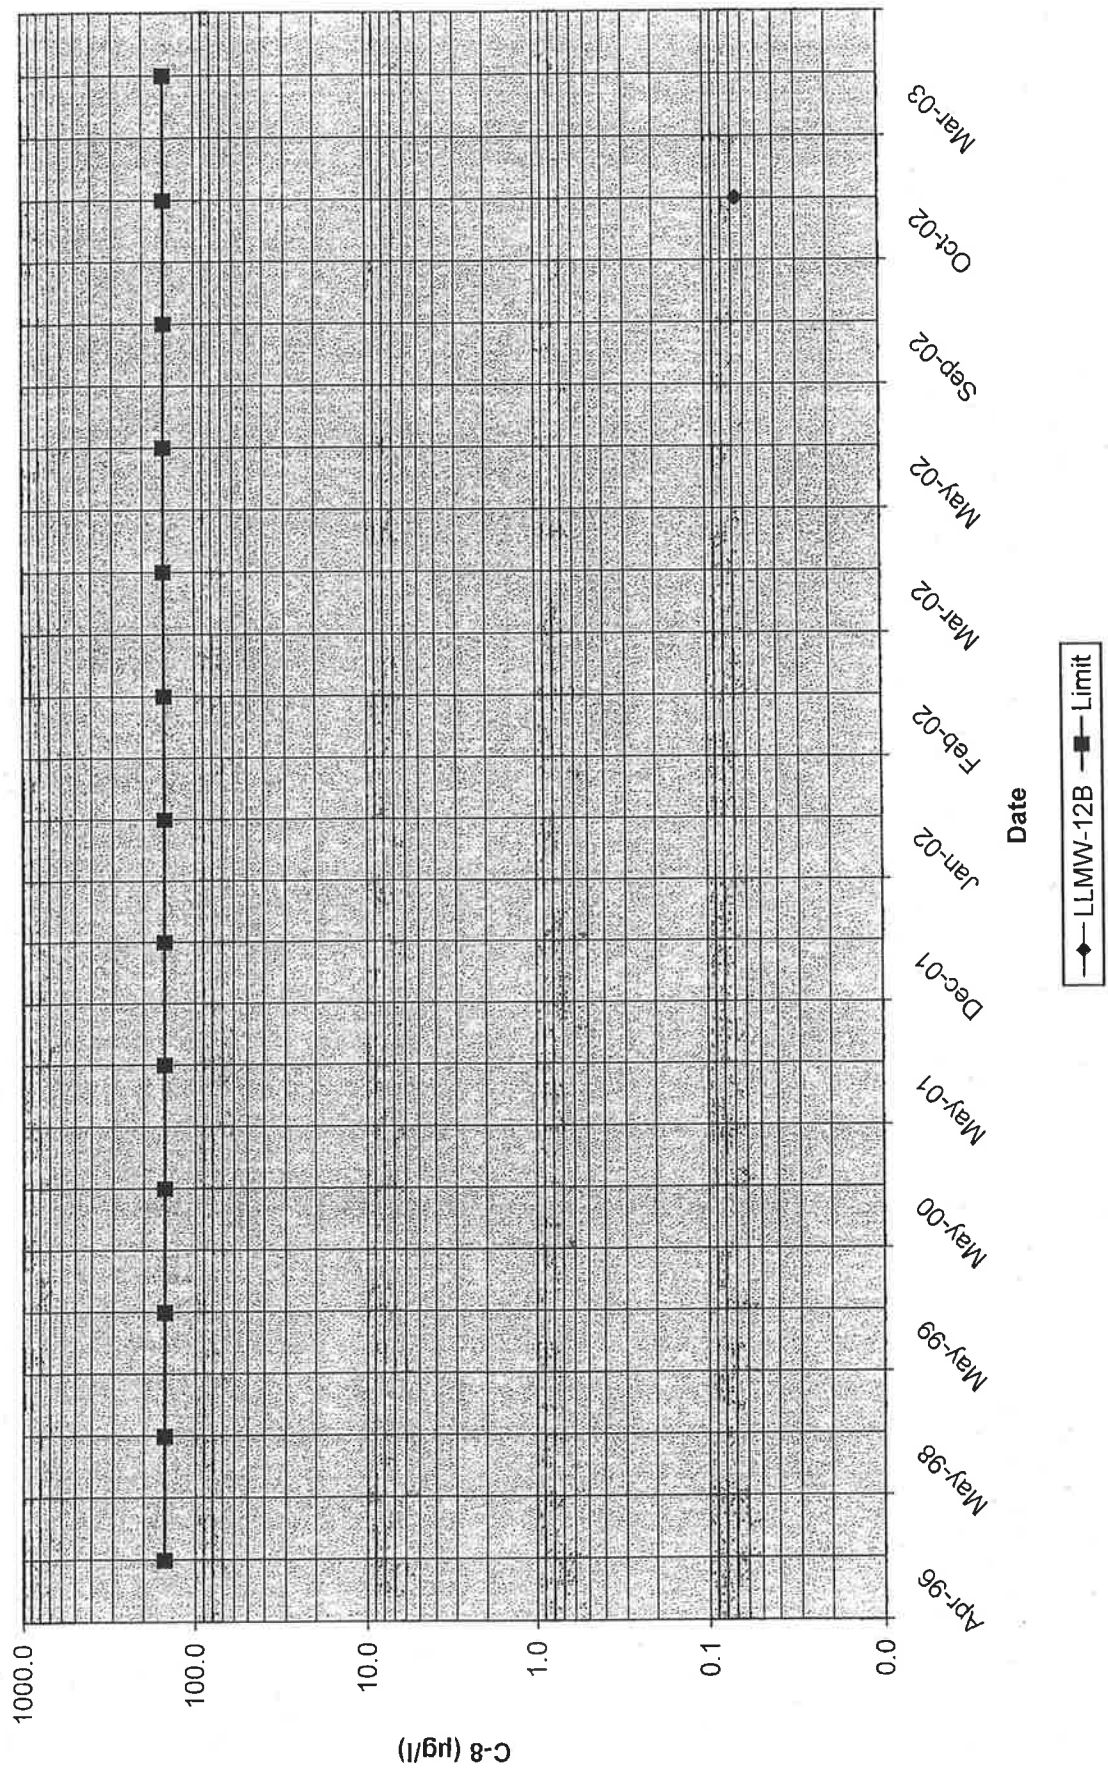 C-8 (µg/l)
1000.0
100.0
10.0
1.0
0.1
0.0
Apr-96
May-98
May-99
May-00
May-01
Dec-01
Jan-02
Feb-02
Mar-02
May-02
Sep-02
Oct-02
Mar-03
Date
LLMW-12B
Limit